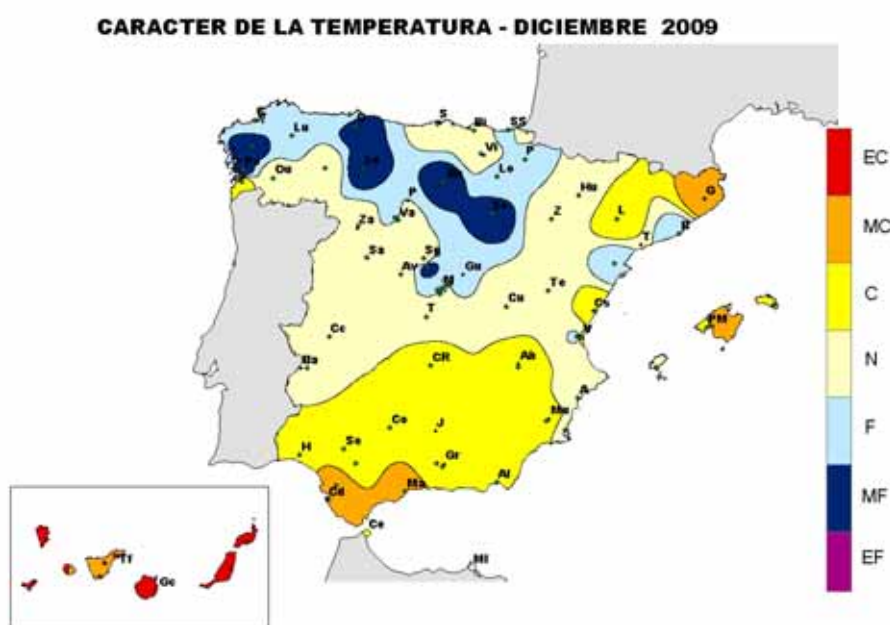 CARACTER DE LA TEMPERATURA - DICIEMBRE 2009
S
SS
Lu
Bi
Vi
P
Ou
Lo
P
Hu
G
Za
Va
Z
L
B
T
Sa
Sg
Av
Gu
M
Te
T
Cu
Cs
PM
Cc
V
Ba
CR
Ab
A
Co
J
Mu
H
Se
Gr
Al
Cd
Ma
Ce
Ml
Tf
Gc
EC
MC
C
N
F
MF
EF